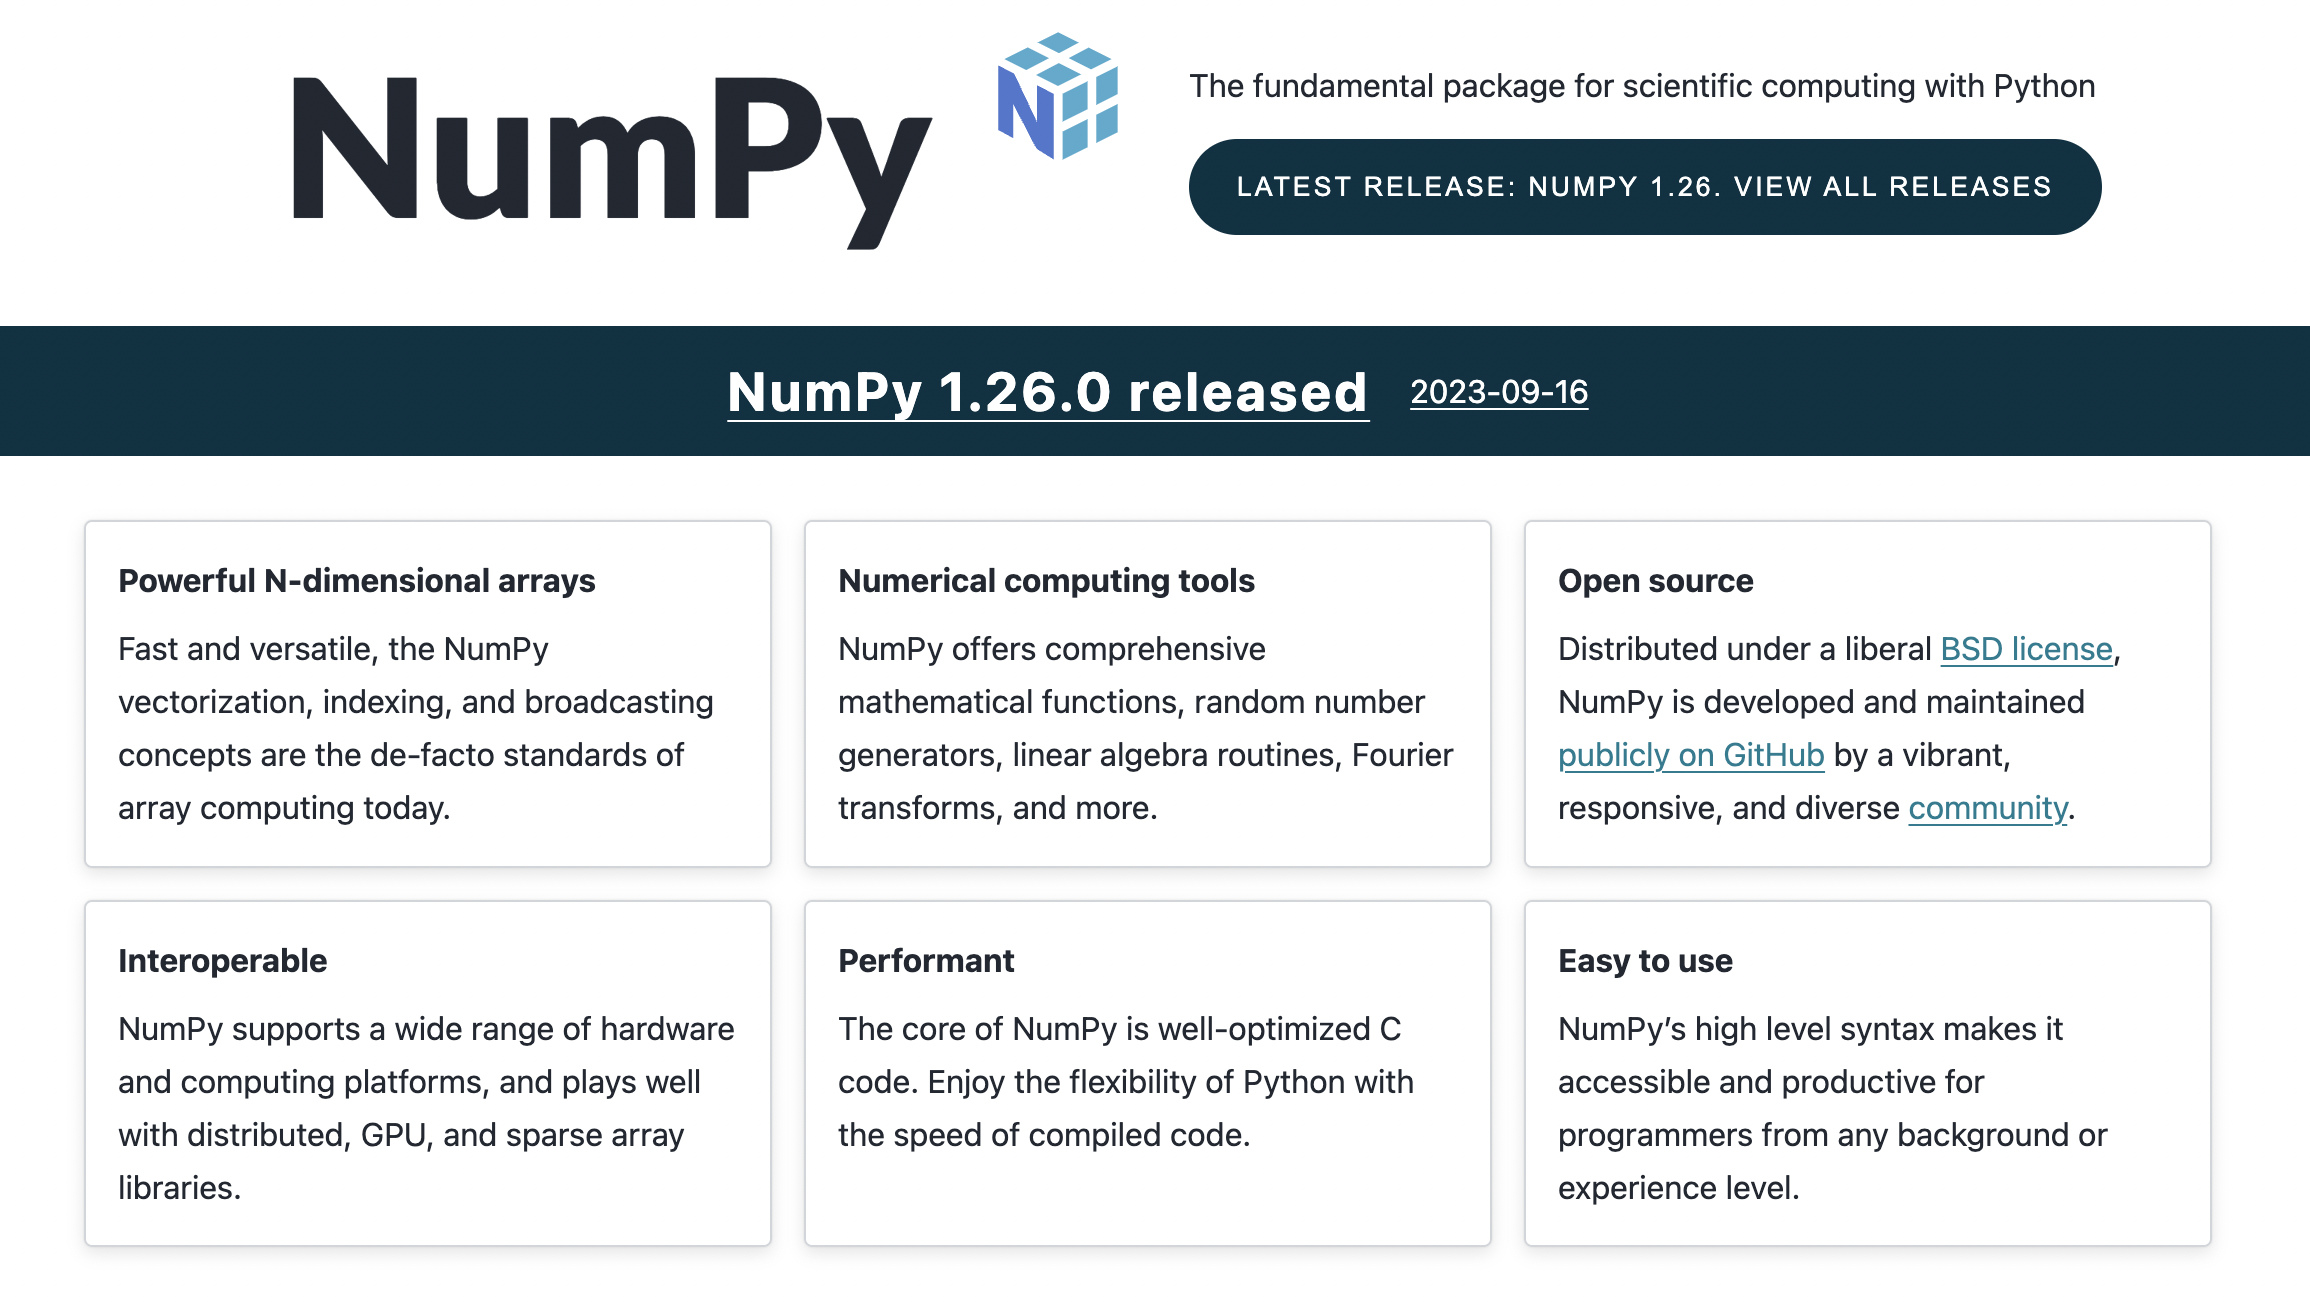 NumPy
The fundamental package for scientific computing with Python
LATEST RELEASE: NUMPY 1.26. VIEW ALL RELEASES
NumPy 1.26.0 released 2023-09-16
Powerful N-dimensional arrays
Fast and versatile, the NumPy
vectorization, indexing, and broadcasting
concepts are the de-facto standards of
array computing today.
Numerical computing tools
NumPy offers comprehensive
mathematical functions, random number
generators, linear algebra routines, Fourier
transforms, and more.
Open source
Distributed under a liberal BSD license,
NumPy is developed and maintained
publicly on GitHub by a vibrant,
responsive, and diverse community.
Interoperable
NumPy supports a wide range of hardware
and computing platforms, and plays well
with distributed, GPU, and sparse array
libraries.
Performant
The core of NumPy is well-optimized C
code. Enjoy the flexibility of Python with
the speed of compiled code.
Easy to use
NumPy’s high level syntax makes it
accessible and productive for
programmers from any background or
experience level.